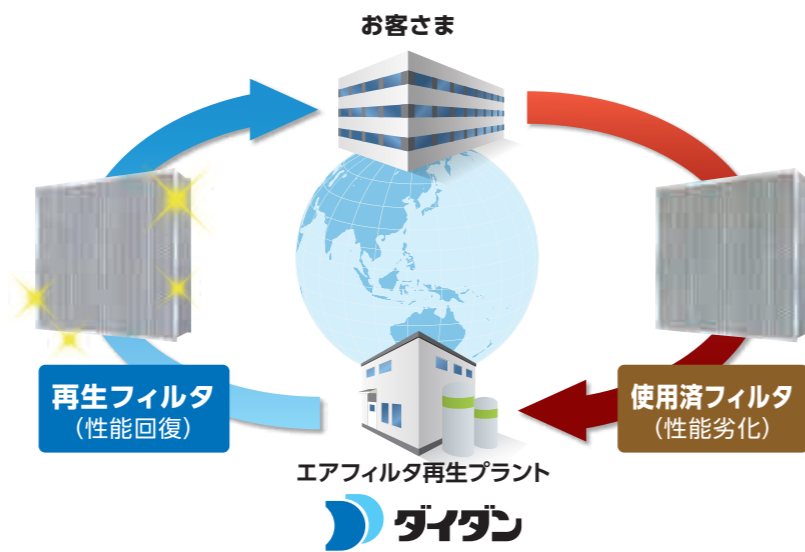 お客さま
再生フィルタ
（性能回復）
使用済フィルタ
（性能劣化）
エアフィルタ再生プラント
ダイダン